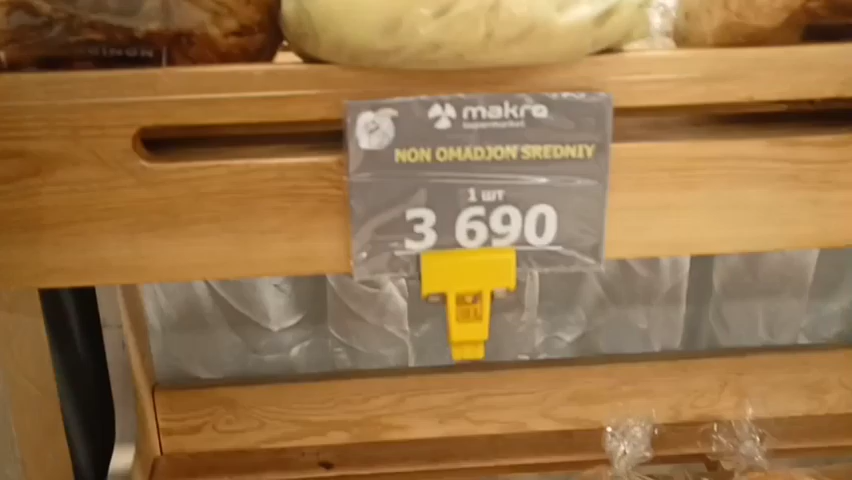 makro
supermarket
NON OMADJON SREDNIY
1 шт
3 690